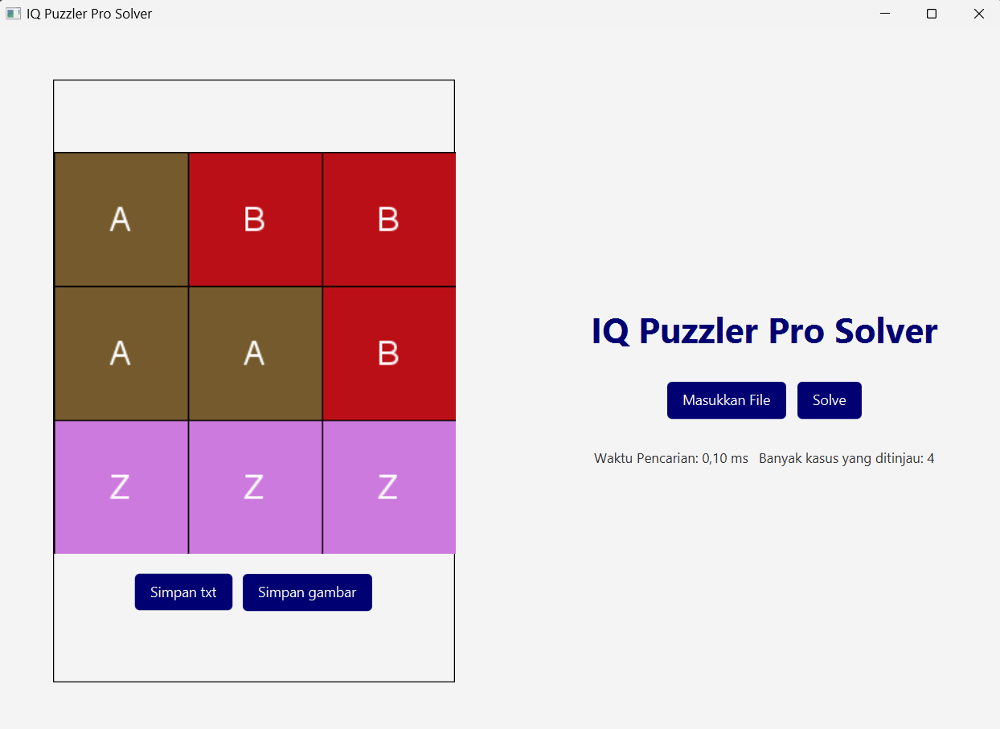 IQ Puzzler Pro Solver
A B B
A A B
Z Z Z
Simpan txt Simpan gambar
IQ Puzzler Pro Solver
Masukkan File Solve
Waktu Pencarian: 0,10 ms Banyak kasus yang ditinjau: 4